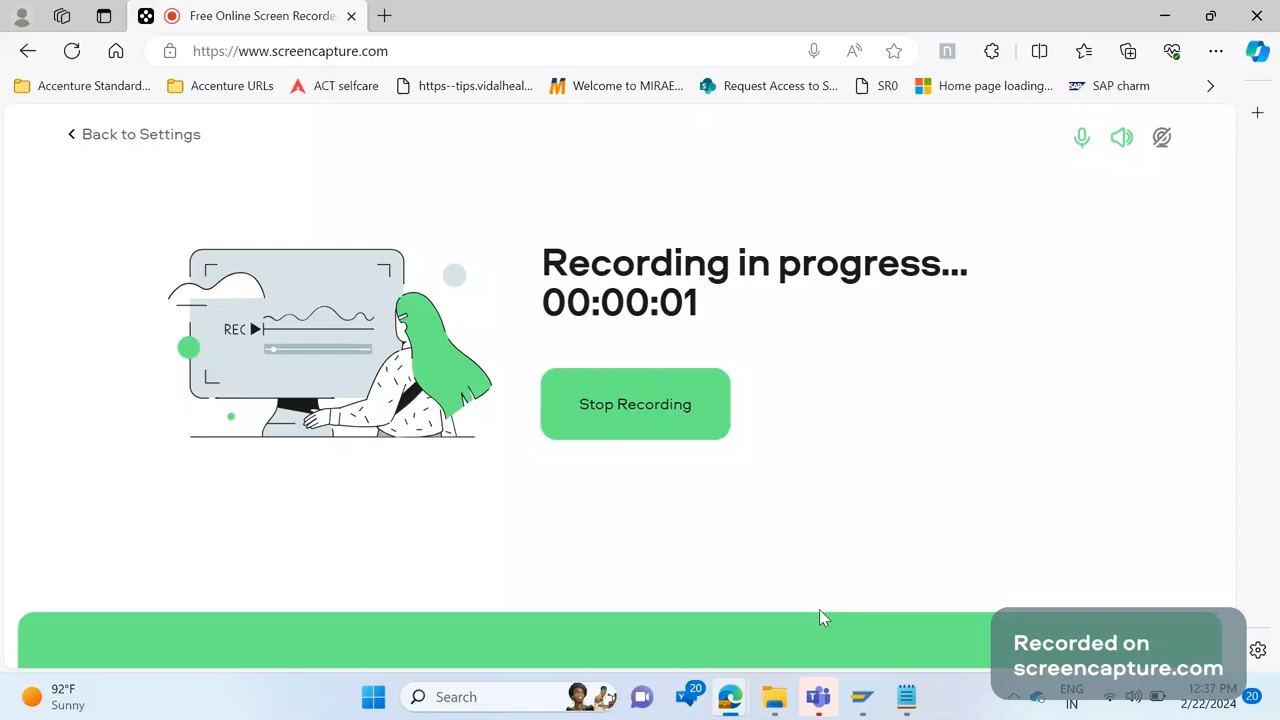 Free Online Screen Recorde
https://www.screencapture.com
Accenture Standard...
Accenture URLs
ACT selfcare
https--tips.vidalheal...
Welcome to MIRAE...
Request Access to S...
SR0
Home page loading...
SAP charm
Back to Settings
Recording in progress...
00:00:01
REC
Stop Recording
Recorded on
screencapture.com
92°F
Sunny
Search
20
ENG
IN
12:37 PM
2/22/2024
20